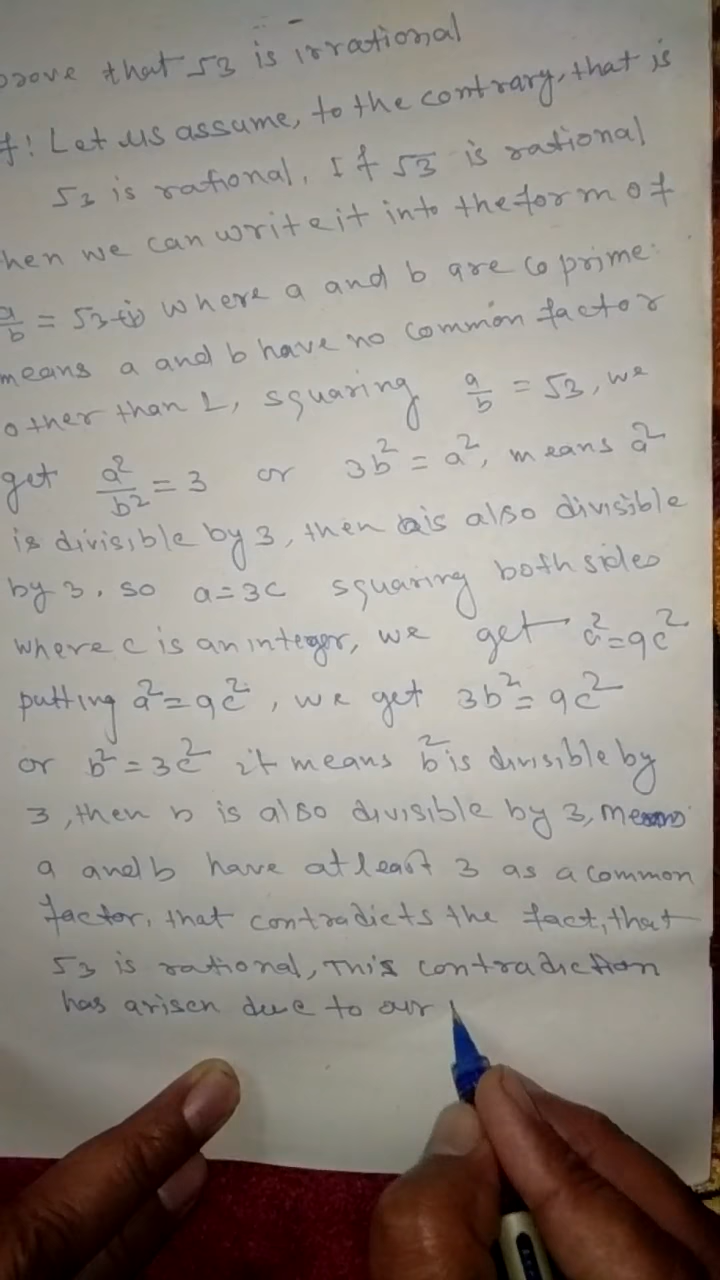 prove that √3 is irrational
f! Let us assume, to the contrary, that is
√3 is rational. If √3 is rational
hen we can write it into the form of
a/b = √3 -(i) where a and b are co prime.
means a and b have no common factor
other than 1, squaring a/b = √3, we
get a²/b² = 3 or 3b² = a², means a²
is divisible by 3, then a is also divisible
by 3. so a = 3c squaring both sides
where c is an integer, we get a² = 9c²
putting a² = 9c², we get 3b² = 9c²
or b² = 3c² it means b² is divisible by
3, then b is also divisible by 3, means
a and b have atleast 3 as a common
factor, that contradicts the fact, that
√3 is rational, This contradiction
has arisen due to our